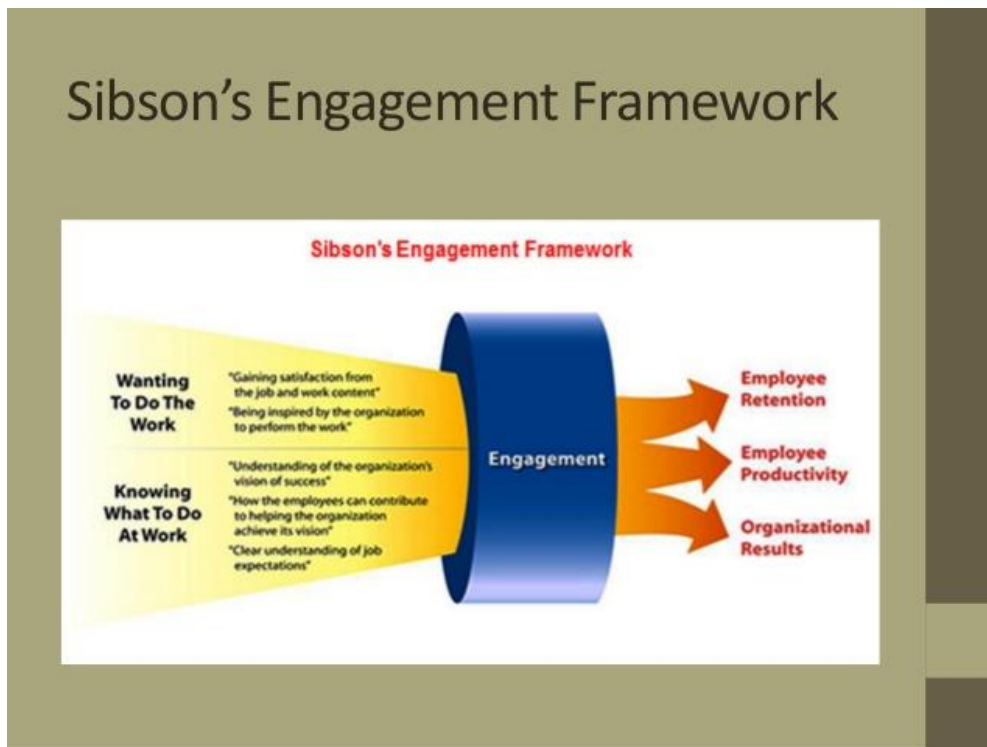 Sibson’s Engagement Framework
Sibson’s Engagement Framework
Wanting
To Do The
Work
"Gaining satisfaction from
the job and work content"
"Being inspired by the organization
to perform the work"
Knowing
What To Do
At Work
"Understanding of the organization's
vision of success"
"How the employees can contribute
to helping the organization
achieve its vision"
"Clear understanding of job
expectations"
Engagement
Employee
Retention
Employee
Productivity
Organizational
Results